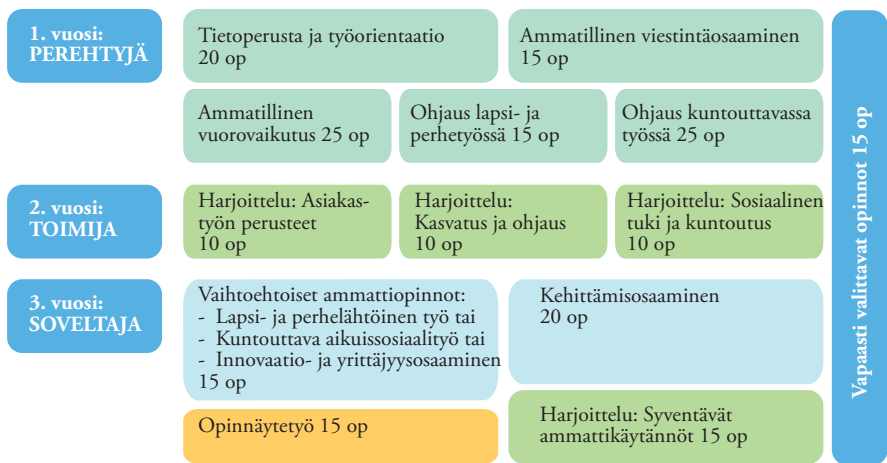 1. vuosi:
PEREHTYJÄ
Tietoperusta ja työorientaatio
20 op
Ammatillinen viestintäosaaminen
15 op
Ammatillinen
vuorovaikutus 25 op
Ohjaus lapsi- ja
perhetyössä 15 op
Ohjaus kuntouttavassa
työssä 25 op
2. vuosi:
TOIMIJA
Harjoittelu: Asiakas-
työn perusteet
10 op
Harjoittelu:
Kasvatus ja ohjaus
10 op
Harjoittelu: Sosiaalinen
tuki ja kuntoutus
10 op
3. vuosi:
SOVELTAJA
Vaihtoehtoiset ammattiopinnot:
- Lapsi- ja perhelähtöinen työ tai
- Kuntouttava aikuissosiaalityö tai
- Innovaatio- ja yrittäjyysosaaminen
15 op
Kehittämisosaaminen
20 op
Opinnäytetyö 15 op
Harjoittelu: Syventävät
ammattikäytännöt 15 op
Vapaasti valittavat opinnot 15 op